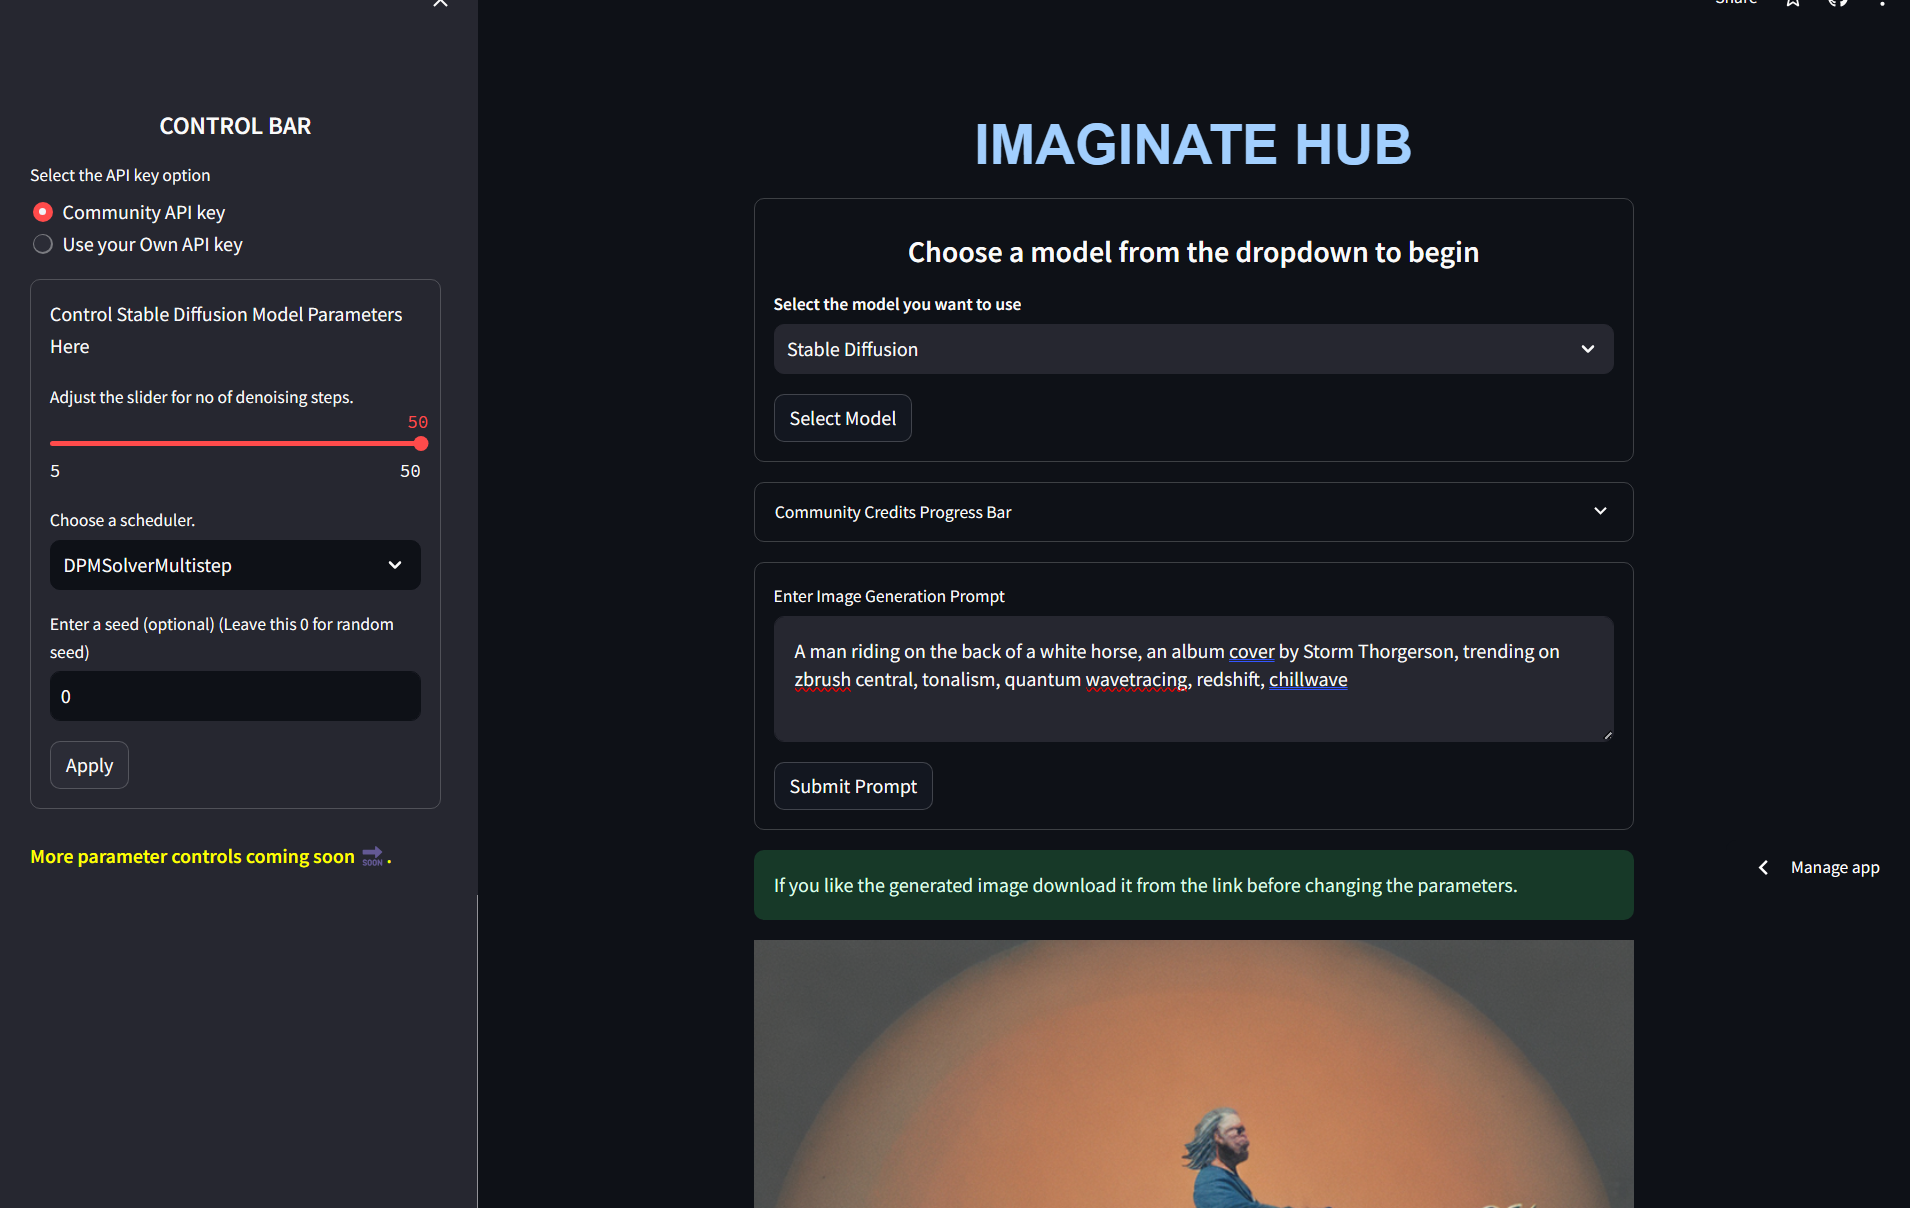 Share
CONTROL BAR
Select the API key option
Community API key
Use your Own API key
Control Stable Diffusion Model Parameters
Here
Adjust the slider for no of denoising steps.
50
5
50
Choose a scheduler.
DPMSolverMultistep
Enter a seed (optional) (Leave this 0 for random
seed)
0
Apply
More parameter controls coming soon SOON .
IMAGINATE HUB
Choose a model from the dropdown to begin
Select the model you want to use
Stable Diffusion
Select Model
Community Credits Progress Bar
Enter Image Generation Prompt
A man riding on the back of a white horse, an album cover by Storm Thorgerson, trending on
zbrush central, tonalism, quantum wavetracing, redshift, chillwave
Submit Prompt
If you like the generated image download it from the link before changing the parameters.
Manage app